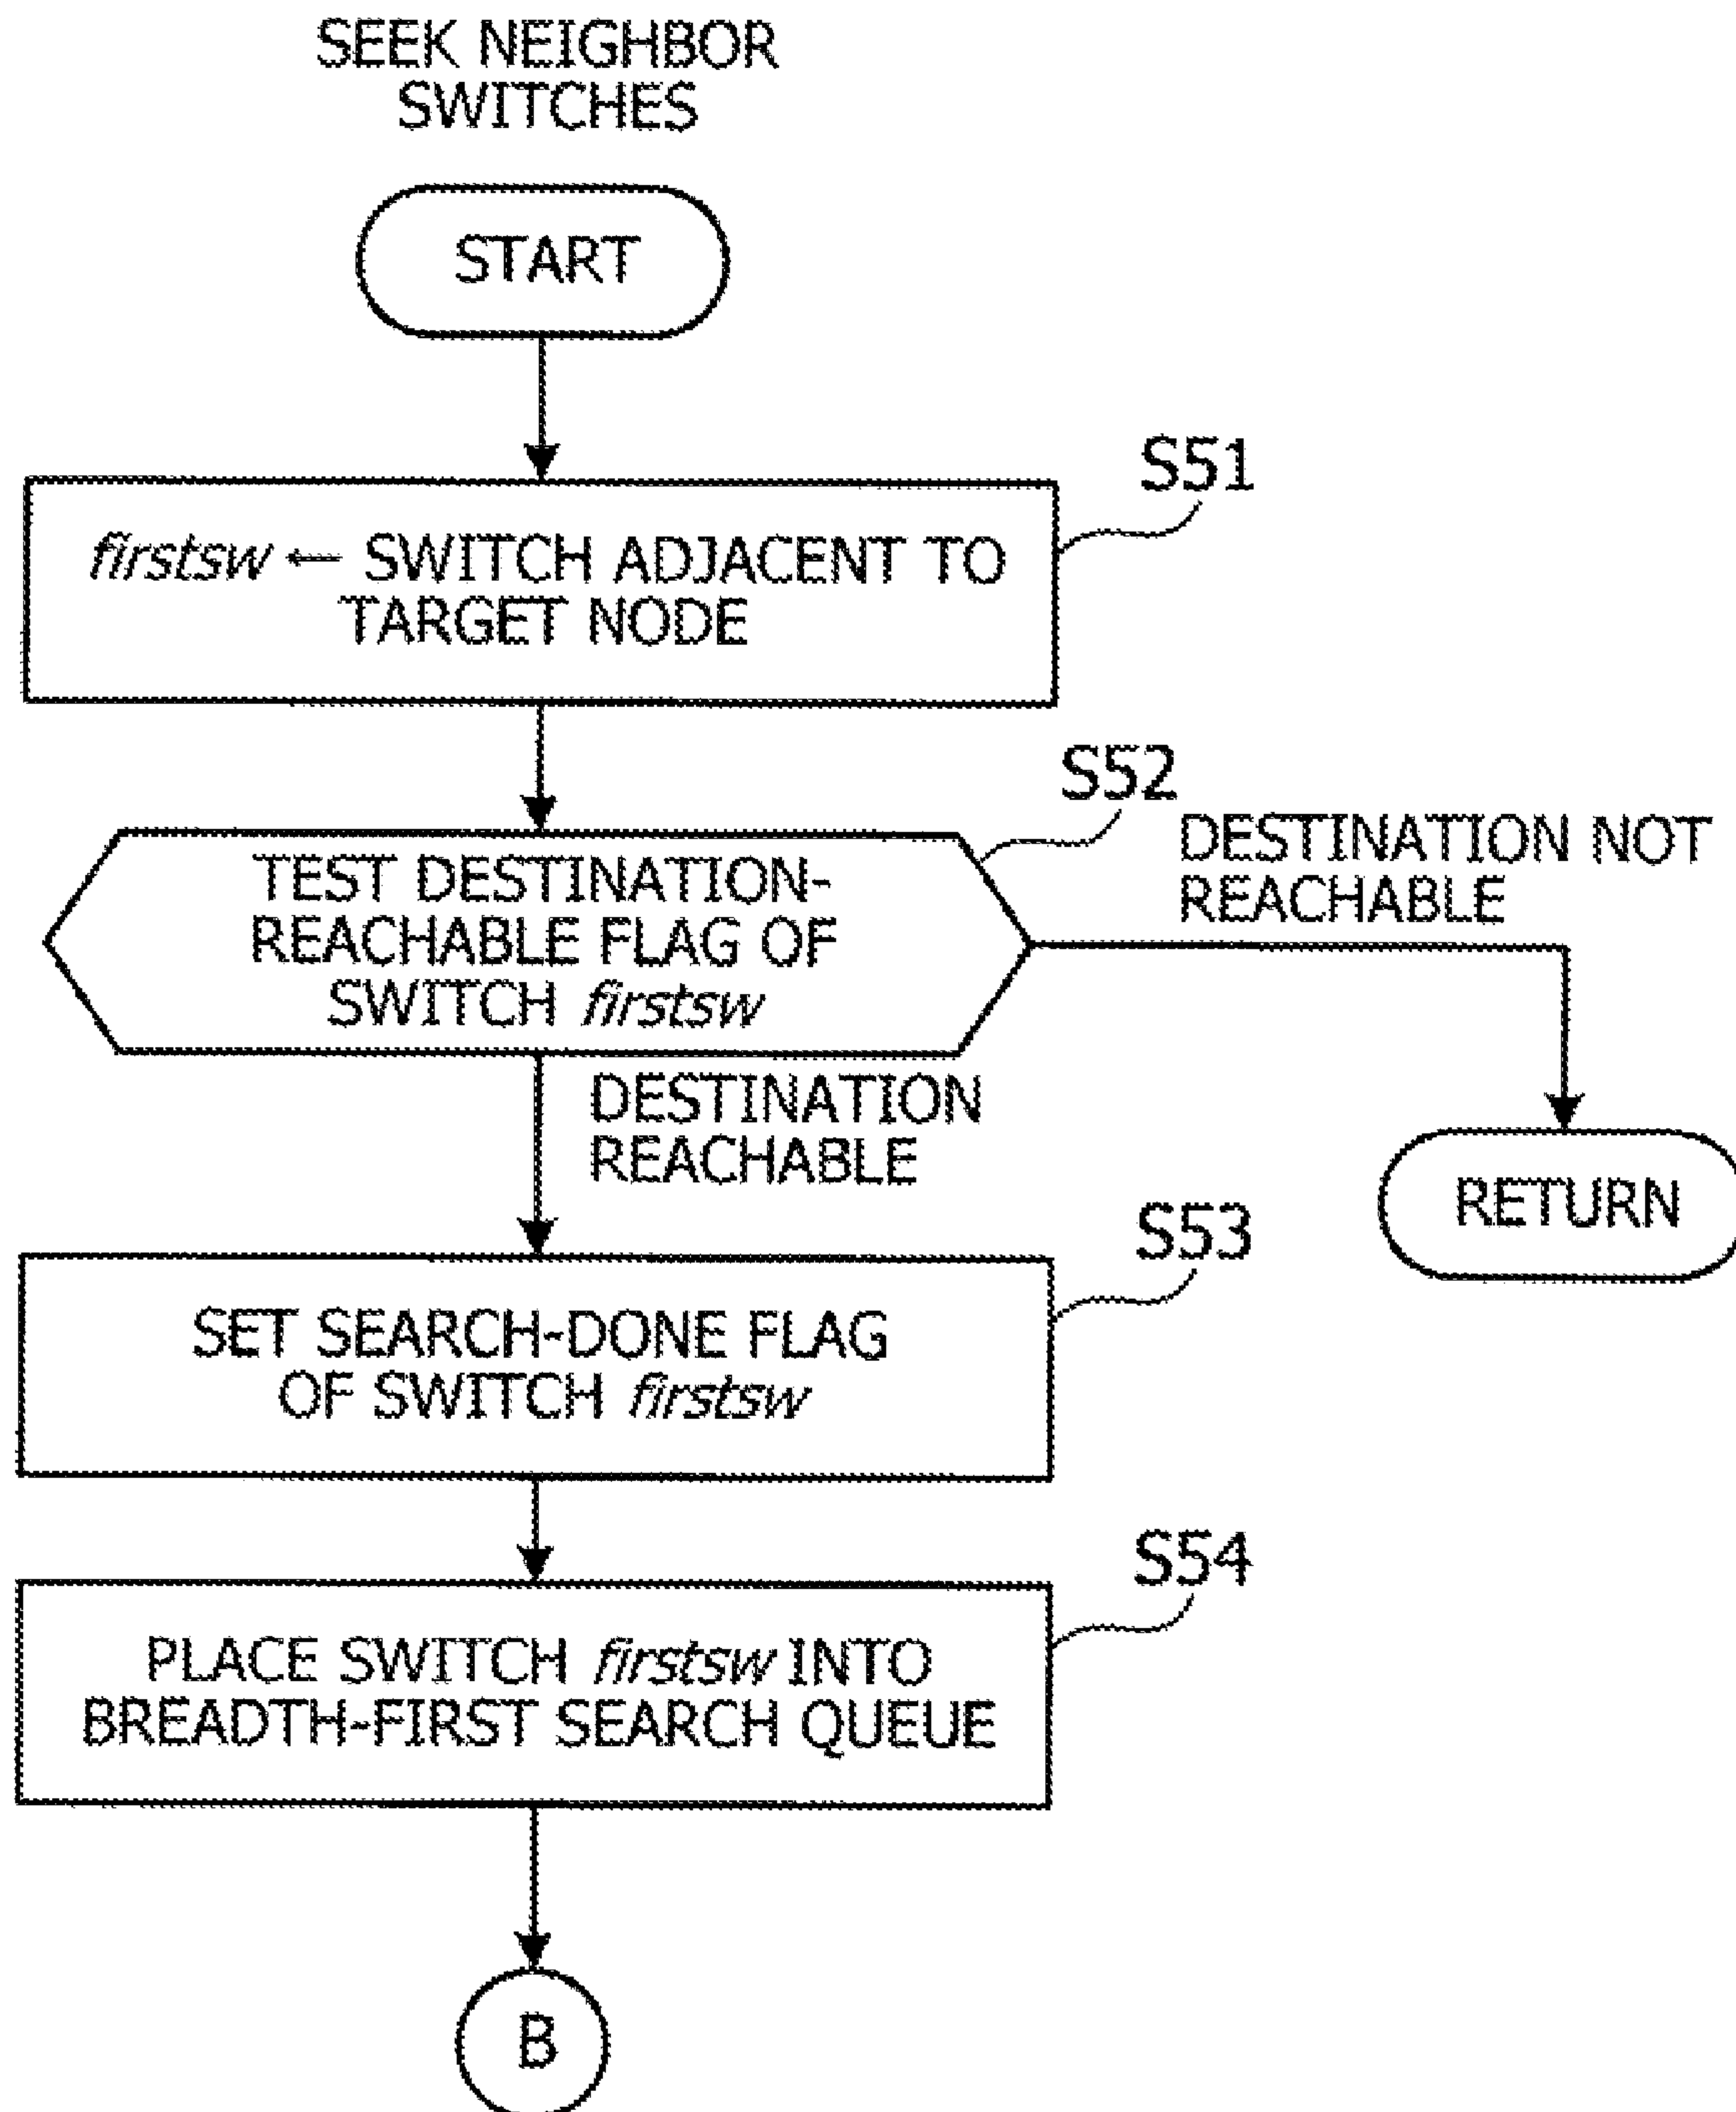 SEEK NEIGHBOR
SWITCHES
START
S51
firstsw ← SWITCH ADJACENT TO
TARGET NODE
S52
TEST DESTINATION-
REACHABLE FLAG OF
SWITCH firstsw
DESTINATION NOT
REACHABLE
DESTINATION
REACHABLE
RETURN
S53
SET SEARCH-DONE FLAG
OF SWITCH firstsw
S54
PLACE SWITCH firstsw INTO
BREADTH-FIRST SEARCH QUEUE
B